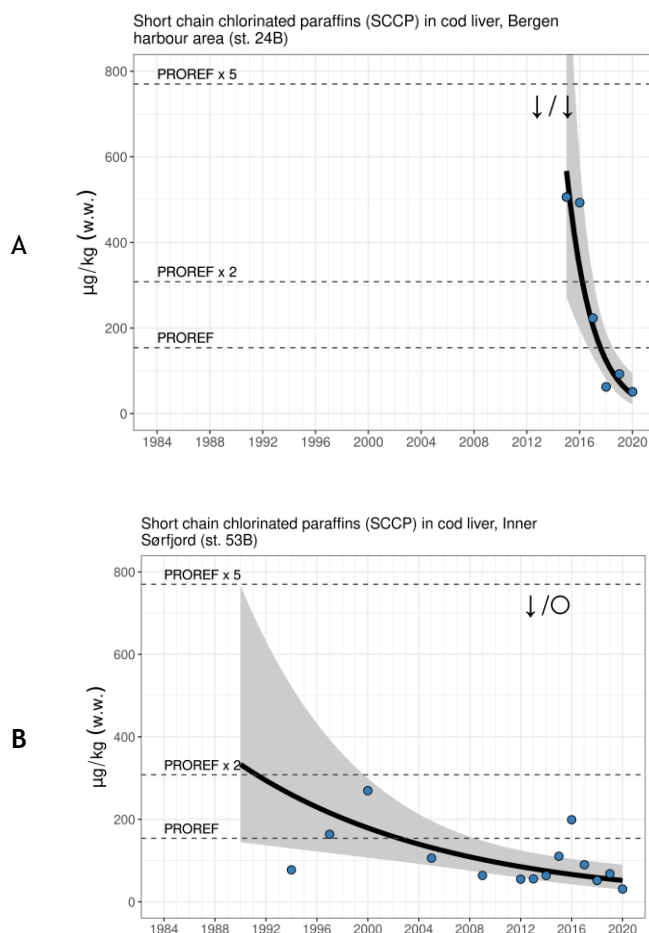 Short chain chlorinated paraffins (SCCP) in cod liver, Bergen
harbour area (st. 24B)
A
µg/kg (w.w.)
800
600
400
200
0
PROREF x 5
↓/↓
PROREF x 2
PROREF
1984 1988 1992 1996 2000 2004 2008 2012 2016 2020
Short chain chlorinated paraffins (SCCP) in cod liver, Inner
Sørfjord (st. 53B)
B
µg/kg (w.w.)
800
600
400
200
0
PROREF x 5
↓/○
PROREF x 2
PROREF
1984 1988 1992 1996 2000 2004 2008 2012 2016 2020